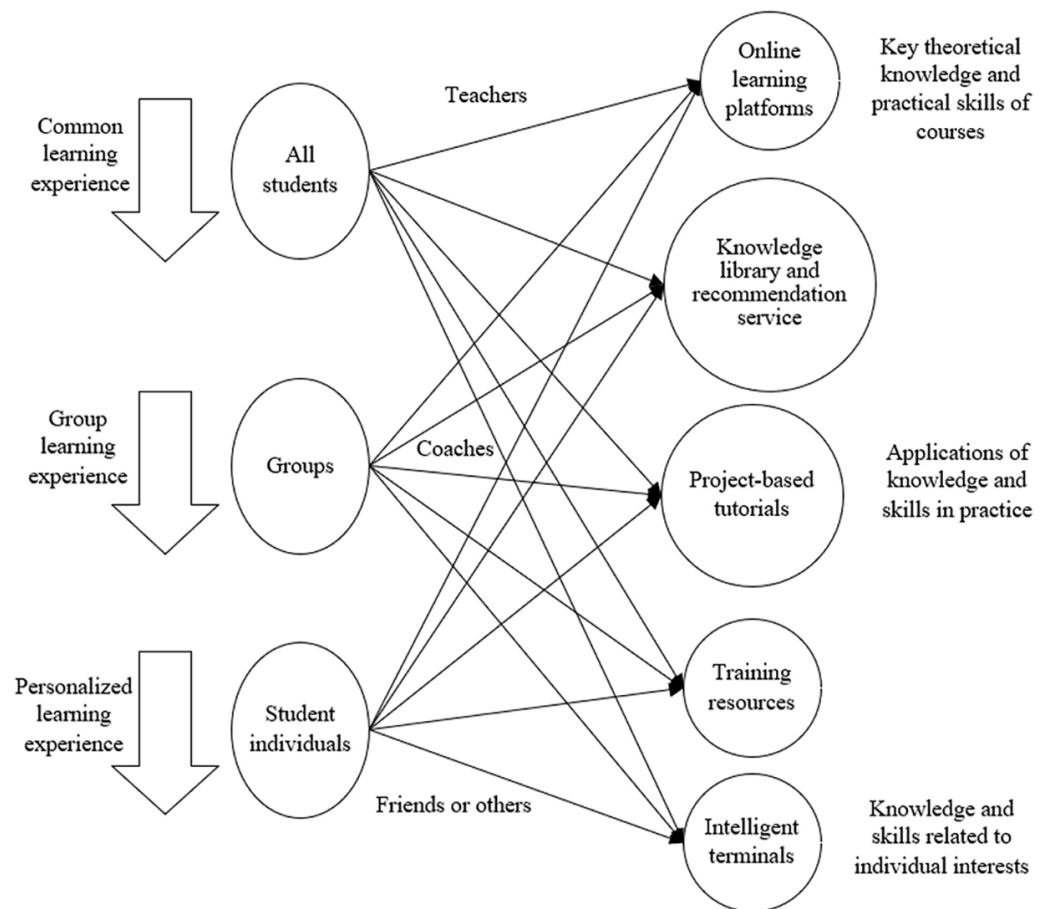 Common
learning
experience
All
students
Teachers
Online
learning
platforms
Key theoretical
knowledge and
practical skills of
courses
Knowledge
library and
recommendation
service
Group
learning
experience
Groups
Coaches
Project-based
tutorials
Applications of
knowledge and
skills in practice
Personalized
learning
experience
Student
individuals
Friends or others
Training
resources
Intelligent
terminals
Knowledge and
skills related to
individual interests